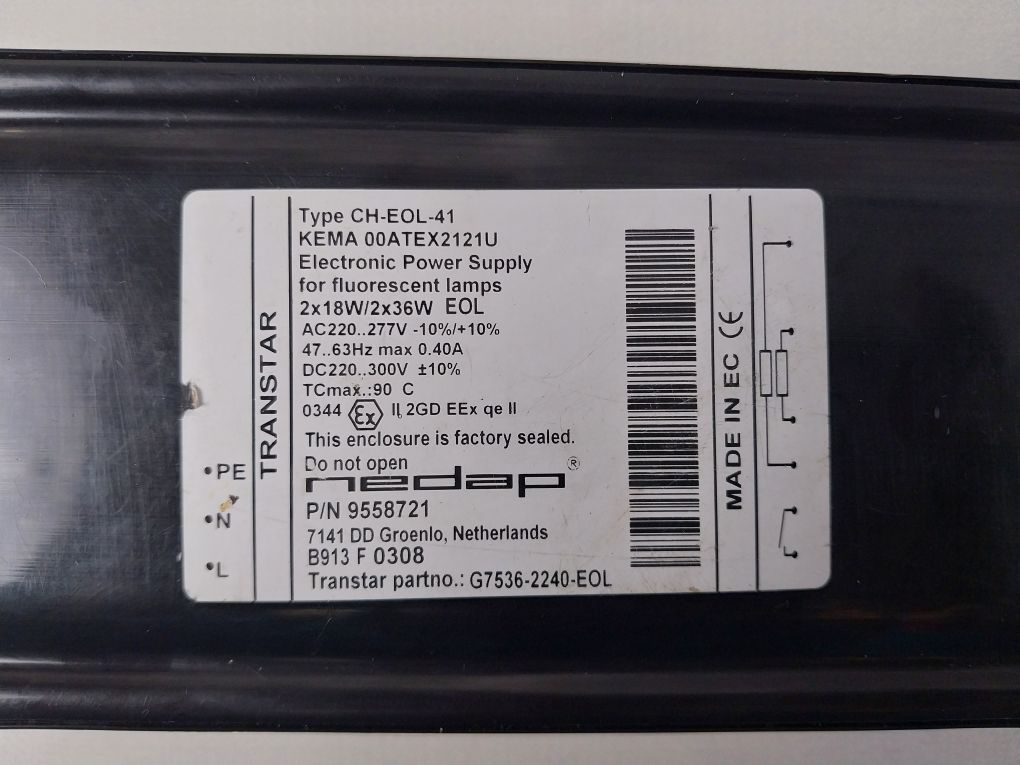 TRANSTAR
Type CH-EOL-41
KEMA 00ATEX2121U
Electronic Power Supply
for fluorescent lamps
2x18W/2x36W EOL
AC220..277V -10%/+10%
47..63Hz max 0.40A
DC220..300V ±10%
TCmax.:90 C
0344 Ex II 2GD EEx qe II
This enclosure is factory sealed.
Do not open
nedap®
P/N 9558721
7141 DD Groenlo, Netherlands
B913 F 0308
Transtar partno.: G7536-2240-EOL
PE
N
L
MADE IN EC CE